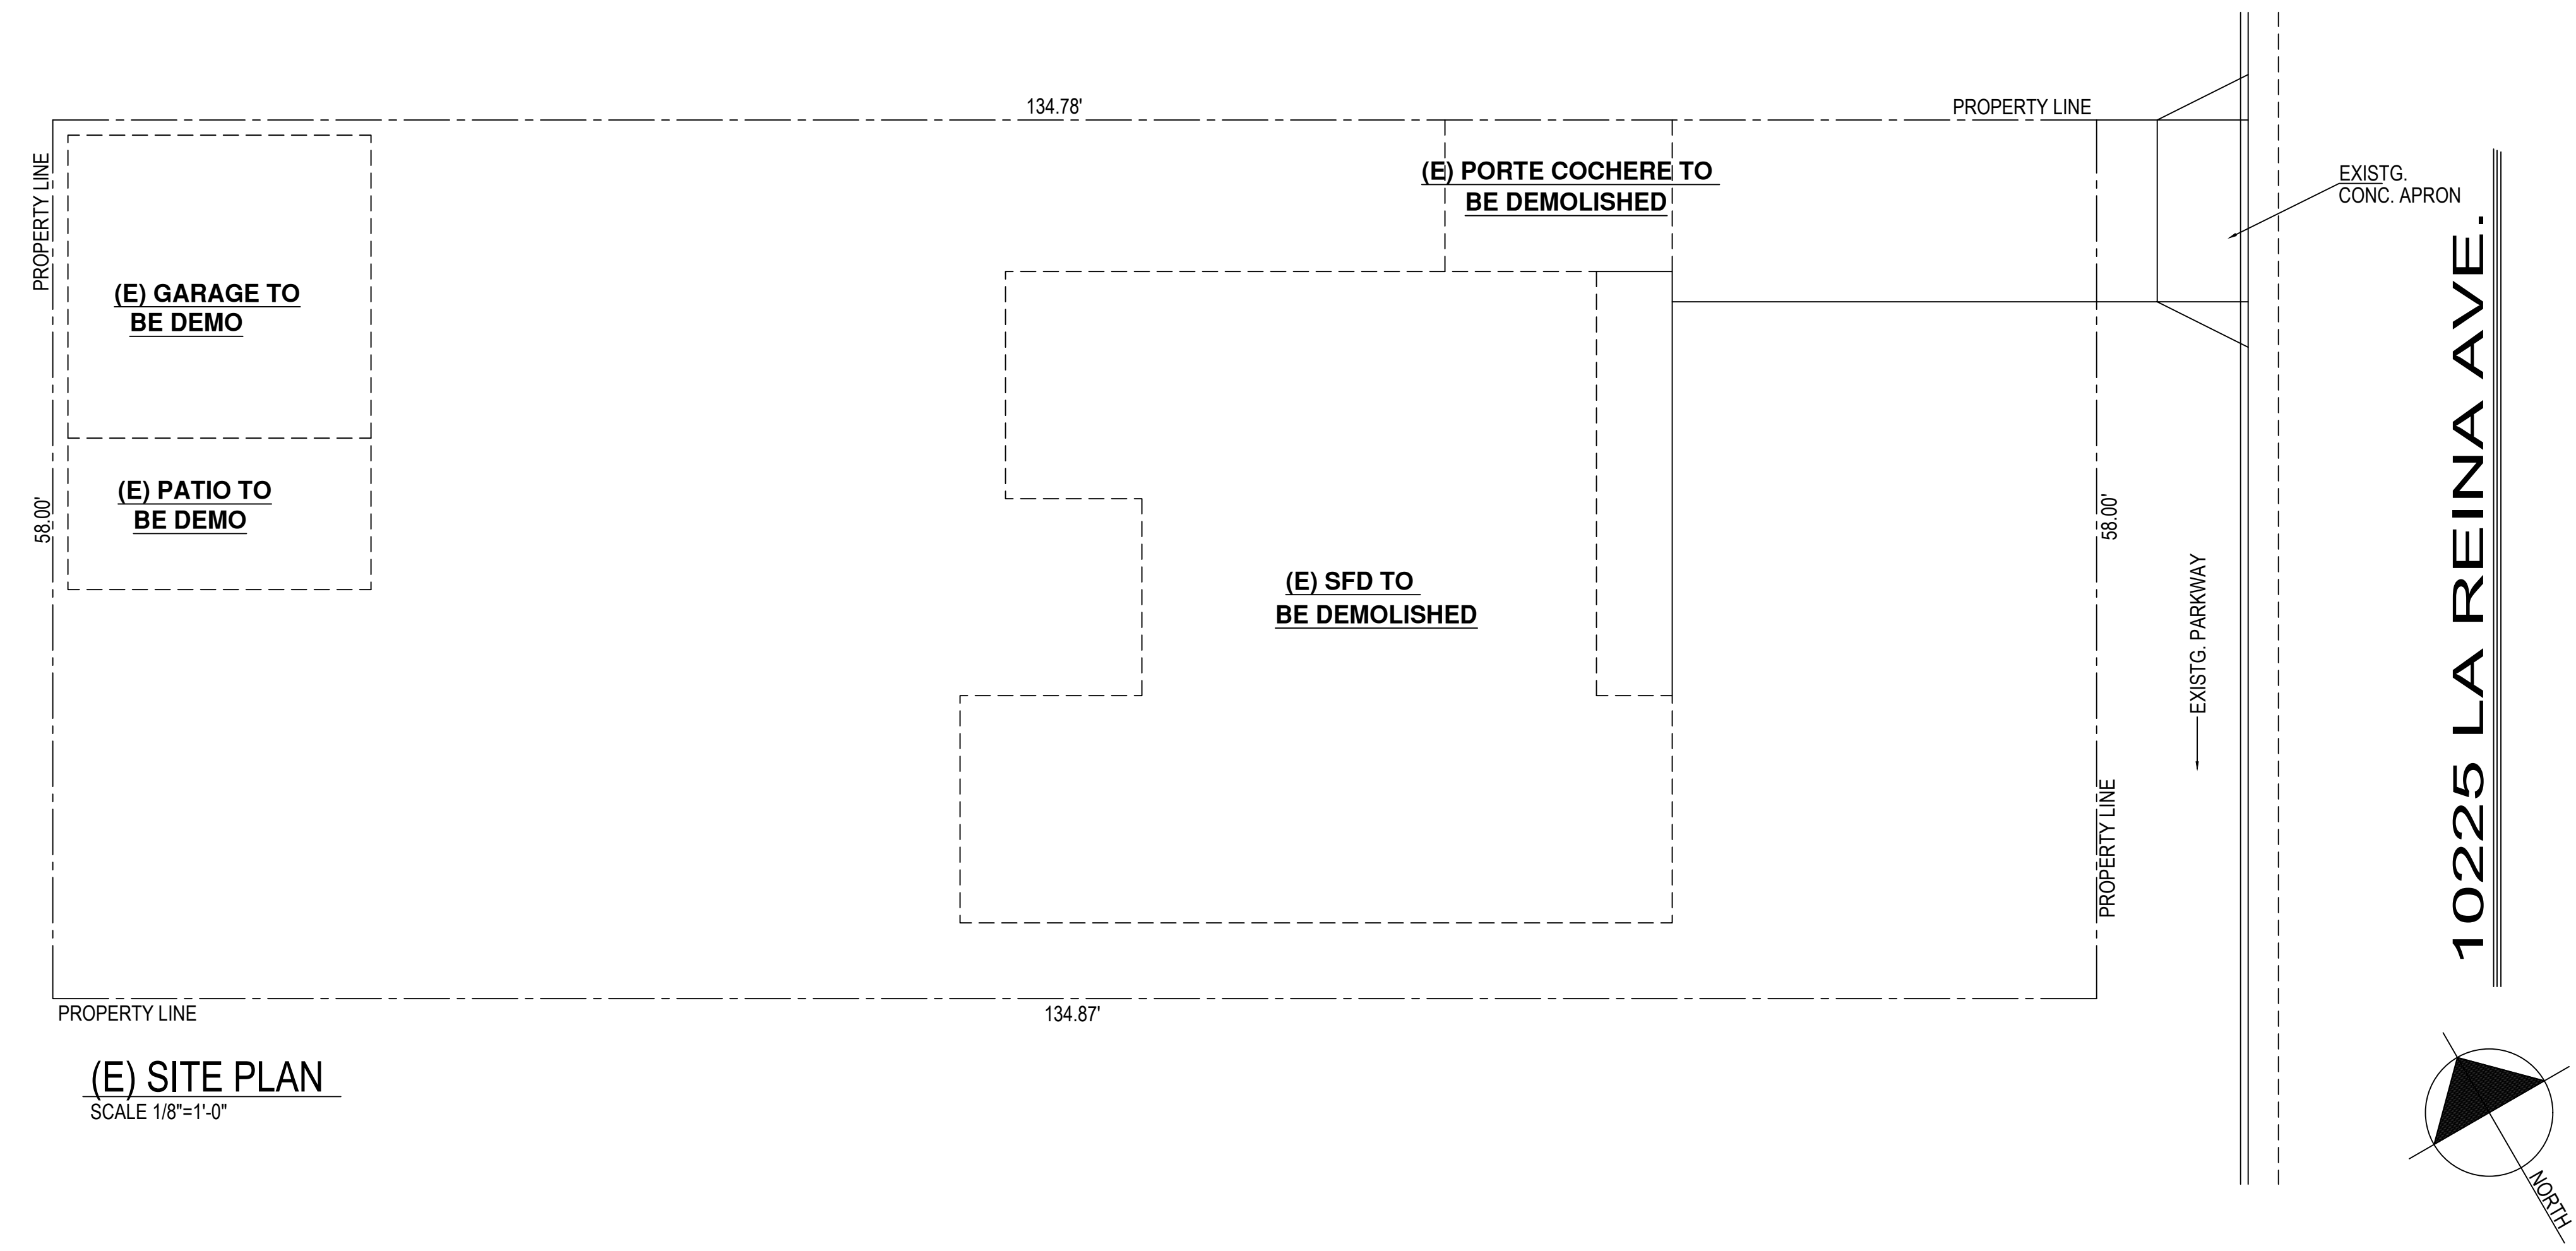 134.78'
PROPERTY LINE
PROPERTY LINE
(E) PORTE COCHERE TO
BE DEMOLISHED
EXISTG.
CONC. APRON
(E) GARAGE TO
BE DEMO
(E) PATIO TO
BE DEMO
58.00'
58.00'
(E) SFD TO
BE DEMOLISHED
EXISTG. PARKWAY
10225 LA REINA AVE.
PROPERTY LINE
PROPERTY LINE
134.87'
(E) SITE PLAN
SCALE 1/8"=1'-0"
NORTH